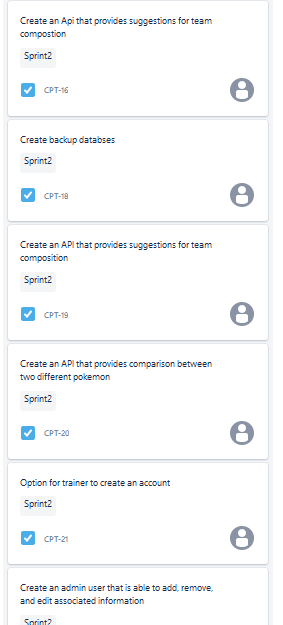 Create an Api that provides suggestions for team
compostion
Sprint2
CPT-16
Create backup databses
Sprint2
CPT-18
Create an API that provides suggestions for team
composition
Sprint2
CPT-19
Create an API that provides comparison between
two different pokemon
Sprint2
CPT-20
Option for trainer to create an account
Sprint2
CPT-21
Create an admin user that is able to add, remove,
and edit associated information
Sprint2